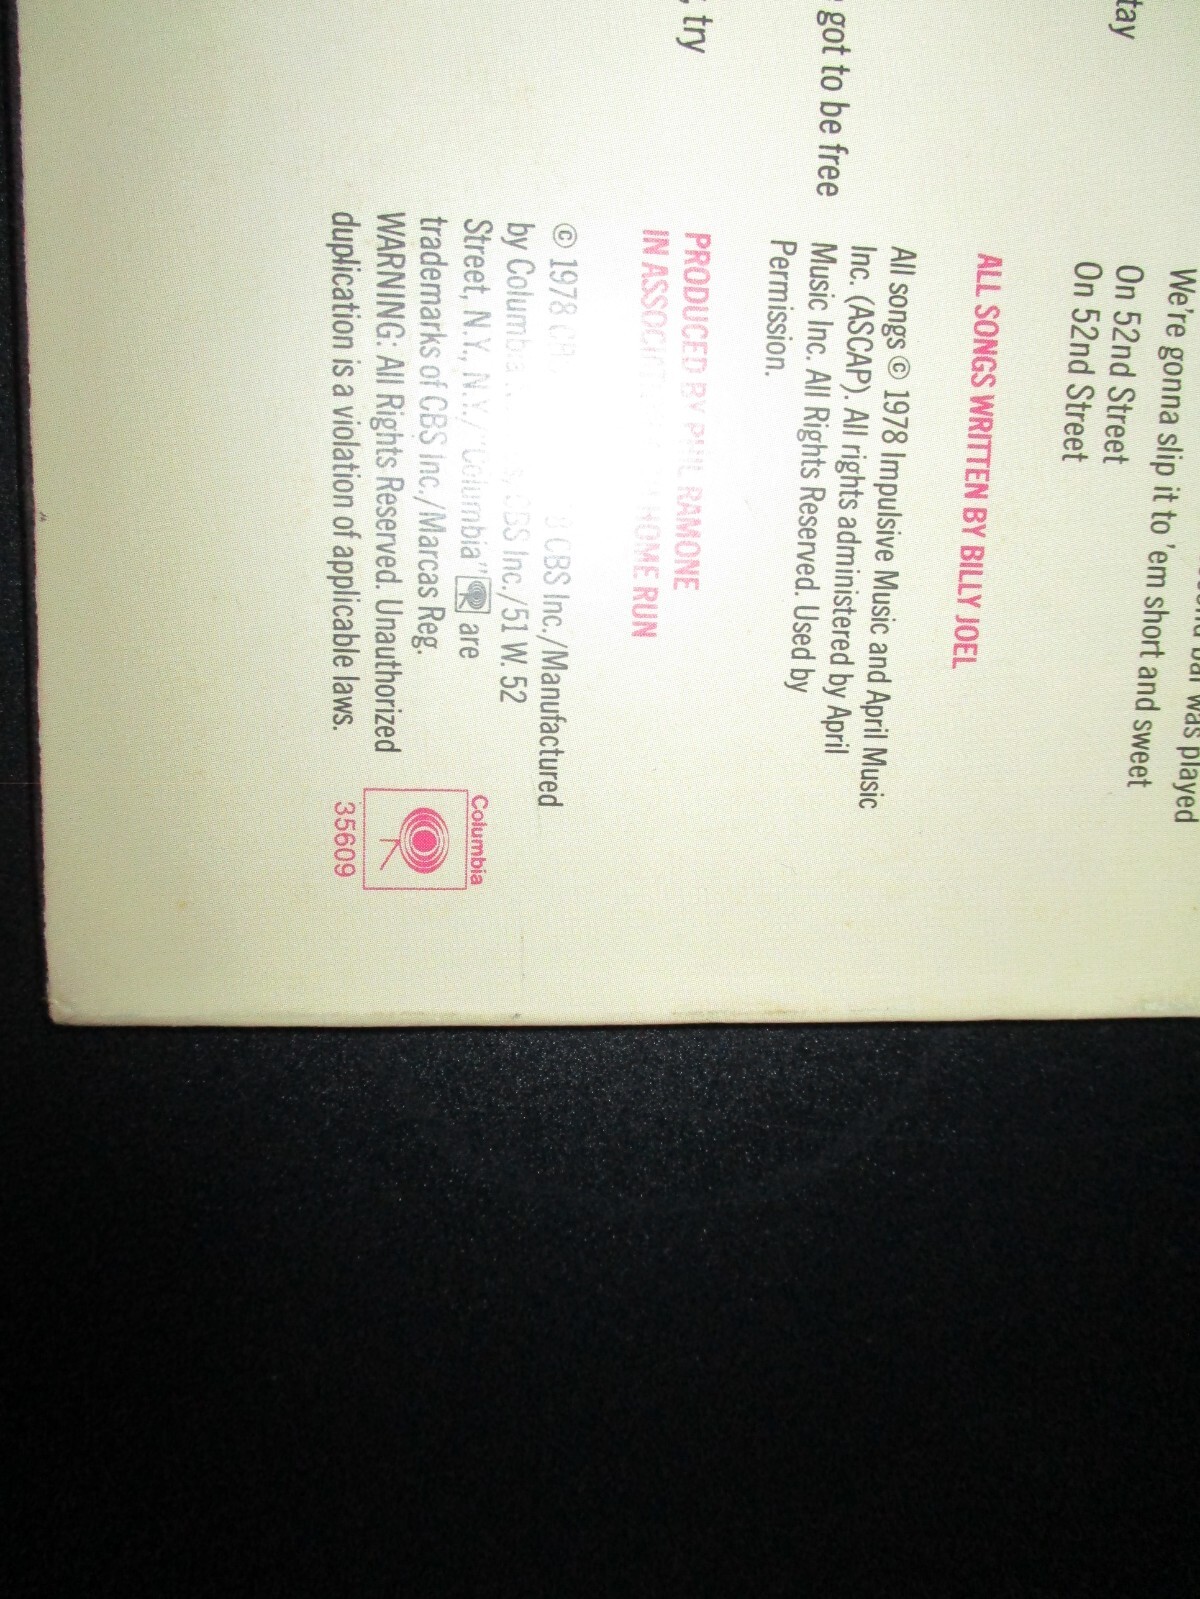 tay
got to be free
try
played
We're gonna slip it to 'em short and sweet
On 52nd Street
On 52nd Street
ALL SONGS WRITTEN BY BILLY JOEL
All songs © 1978 Impulsive Music and April Music
Inc. (ASCAP). All rights administered by April
Music Inc. All Rights Reserved. Used by
Permission.
PRODUCED BY PHIL RAMONE
IN HOME RUN
© 1978 CBS Inc./Manufactured
by CBS Inc./51 W. 52
Street, N.Y., N.Y./"Columbia" are
trademarks of CBS Inc./Marcas Reg.
WARNING: All Rights Reserved. Unauthorized
duplication is a violation of applicable laws.
Columbia
35609